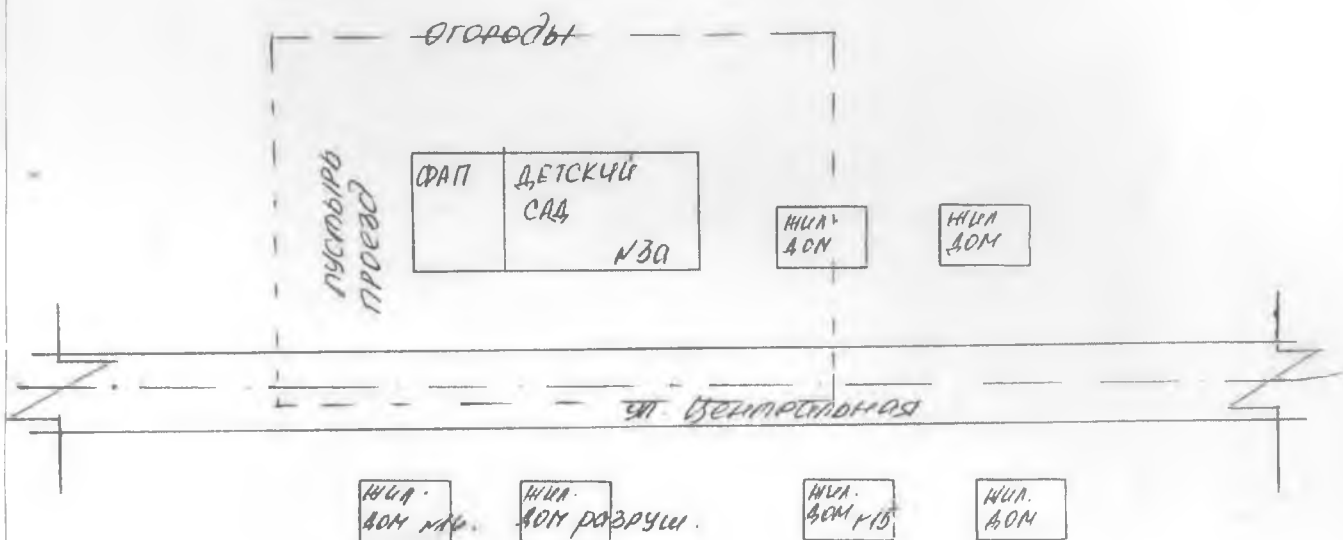 огороды
пустырь
проезд
ФАП
ДЕТСКИЙ
САД
№3а
ЖИЛ.
ДОМ
ЖИЛ
ДОМ
ул. Центральная
ЖИЛ.
ДОМ
ЖИЛ.
ДОМ разруш.
ЖИЛ.
ДОМ №15
ЖИЛ.
ДОМ